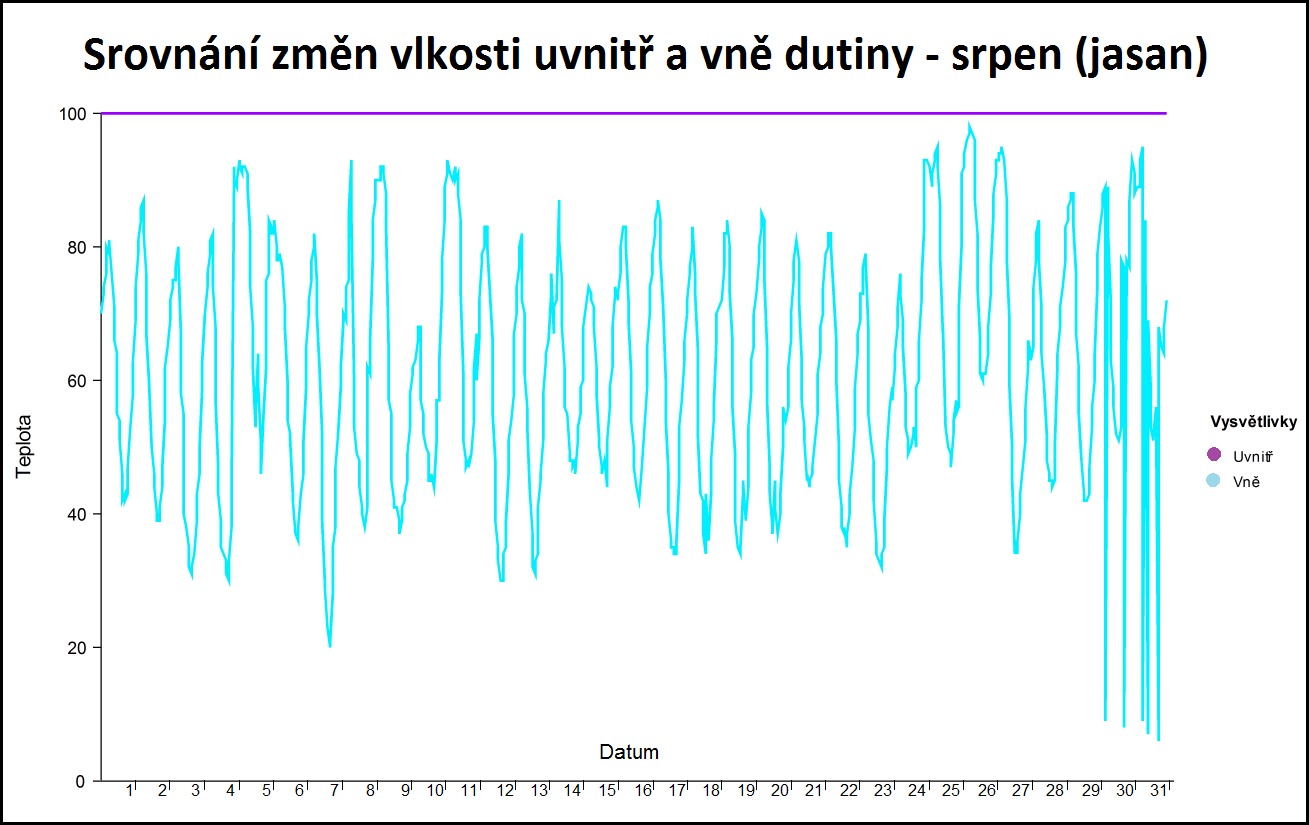 Srovnání změn vlkosti uvnitř a vně dutiny - srpen (jasan)
100
80
60
40
20
0
Teplota
Datum
1 2 3 4 5 6 7 8 9 10 11 12 13 14 15 16 17 18 19 20 21 22 23 24 25 26 27 28 29 30 31
Vysvětlivky
Uvnitř
Vně